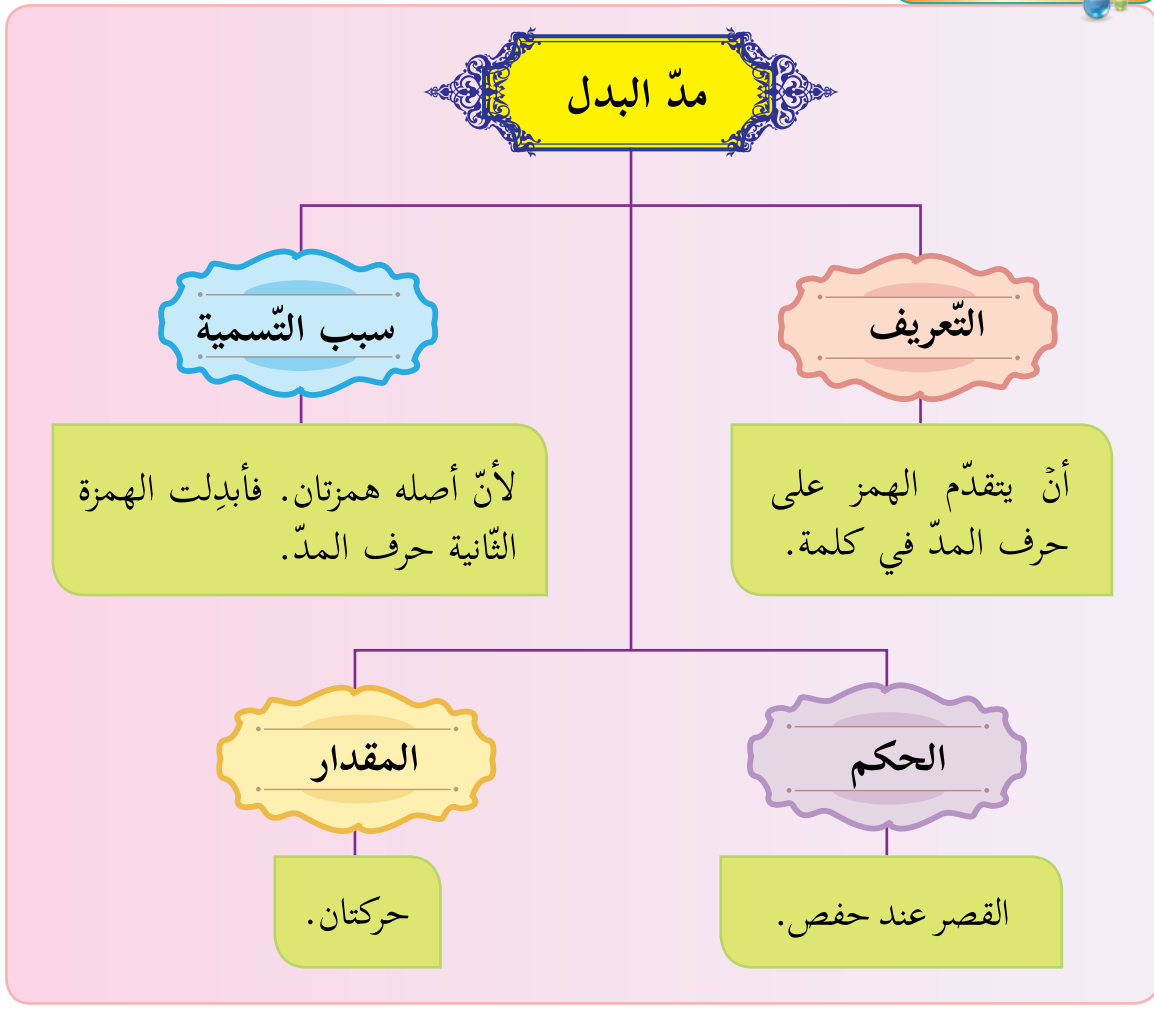 مدّ البدل
التّعريف
أنْ يتقدّم الهمز على
حرف المدّ في كلمة.
سبب التّسمية
لأنّ أصله همزتان. فأبدِلت الهمزة
الثّانية حرف المدّ.
الحكم
القصر عند حفص.
المقدار
حركتان.